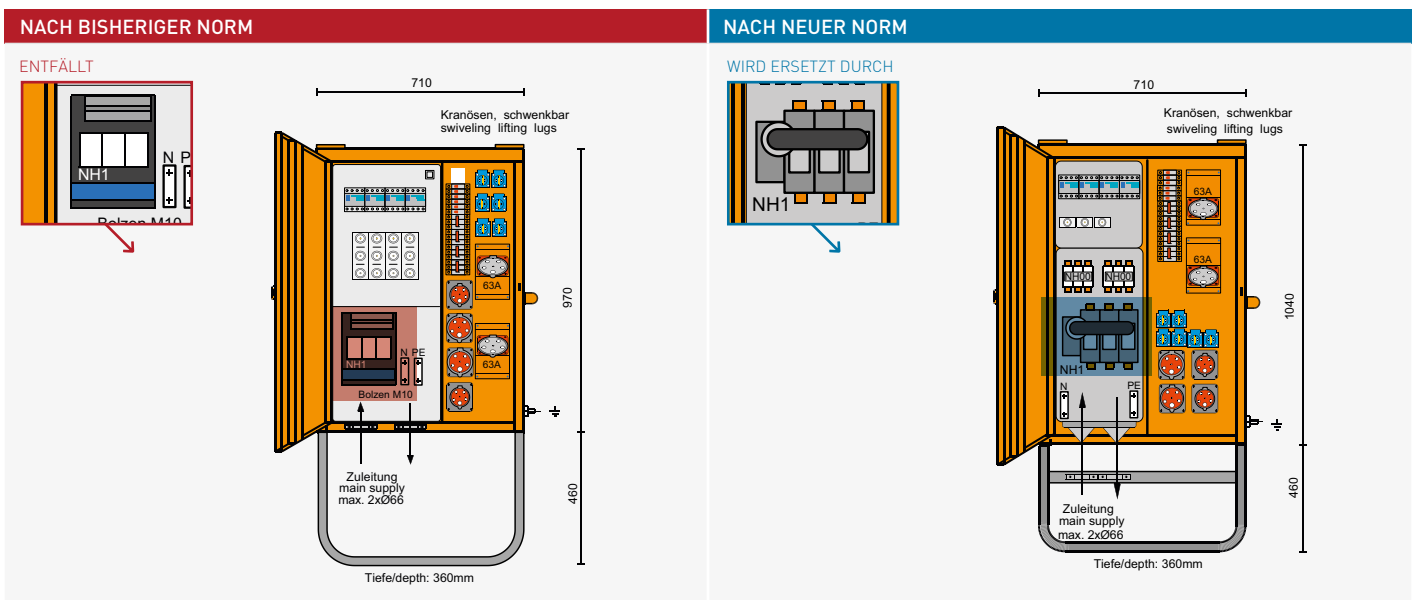 NACH BISHERIGER NORM
ENTFÄLLT
NH1
N P
Bolzen M10
710
Kranösen, schwenkbar
swiveling lifting lugs
63A
63A
NH1
N PE
Bolzen M10
970
460
Zuleitung
main supply
max. 2xØ66
Tiefe/depth: 360mm
NACH NEUER NORM
WIRD ERSETZT DURCH
NH1
710
Kranösen, schwenkbar
swiveling lifting lugs
63A
63A
NH00 NH00
NH1
N PE
1040
460
Zuleitung
main supply
max. 2xØ66
Tiefe/depth: 360mm